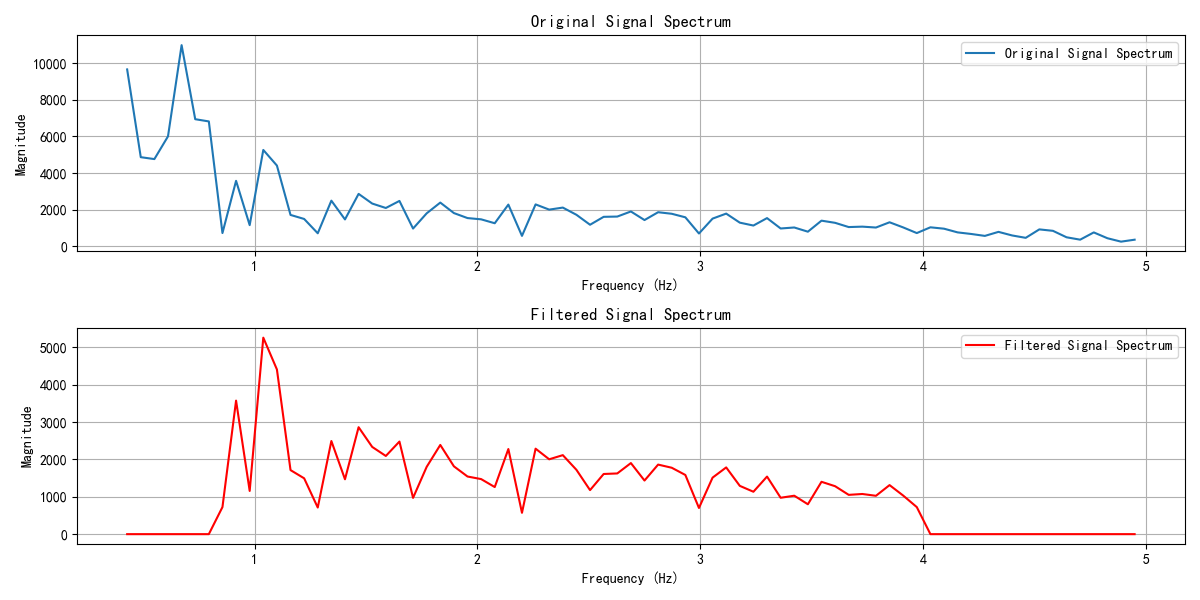 Original Signal Spectrum
Original Signal Spectrum
Magnitude
10000
8000
6000
4000
2000
0
1 2 3 4 5
Frequency (Hz)
Filtered Signal Spectrum
Filtered Signal Spectrum
Magnitude
5000
4000
3000
2000
1000
0
1 2 3 4 5
Frequency (Hz)